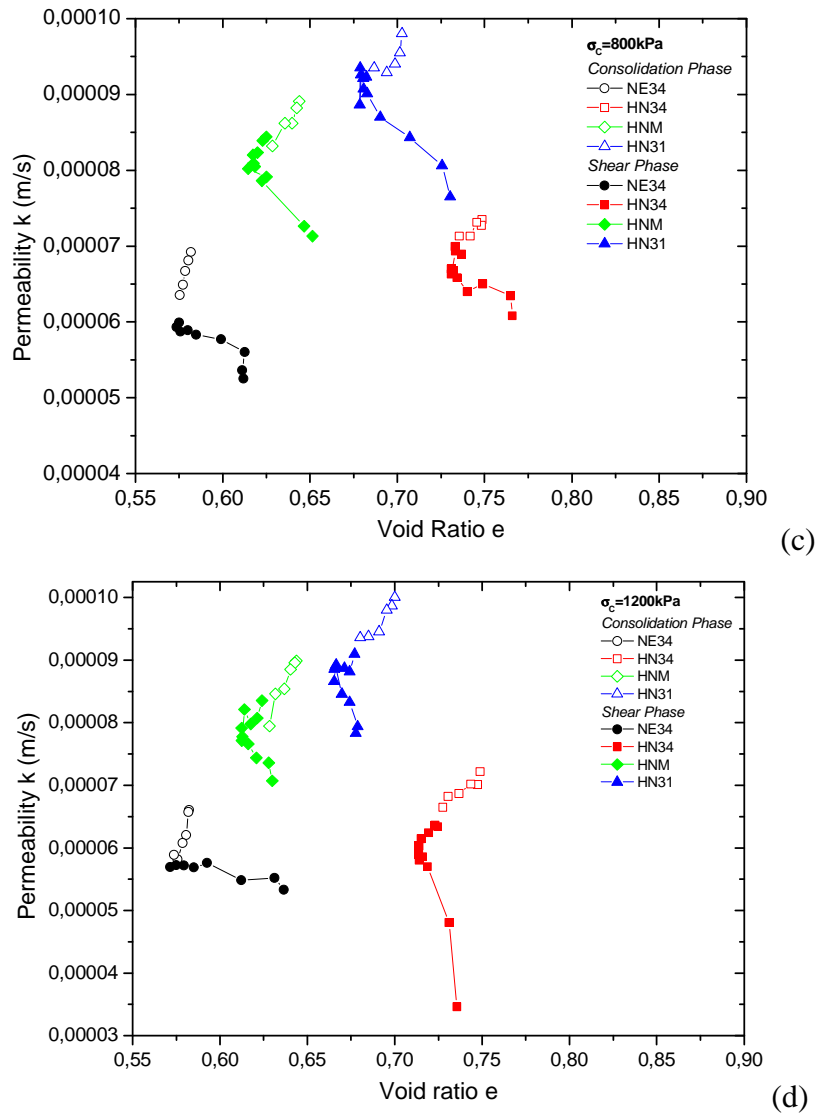 0,00010
0,00009
0,00008
0,00007
0,00006
0,00005
0,00004
Permeability k (m/s)
σC=800kPa
Consolidation Phase
NE34
HN34
HNM
HN31
Shear Phase
NE34
HN34
HNM
HN31
0,55 0,60 0,65 0,70 0,75 0,80 0,85 0,90
Void Ratio e
(c)
0,00010
0,00009
0,00008
0,00007
0,00006
0,00005
0,00004
0,00003
Permeability k (m/s)
σC=1200kPa
Consolidation Phase
NE34
HN34
HNM
HN31
Shear Phase
NE34
HN34
HNM
HN31
0,55 0,60 0,65 0,70 0,75 0,80 0,85 0,90
Void ratio e
(d)